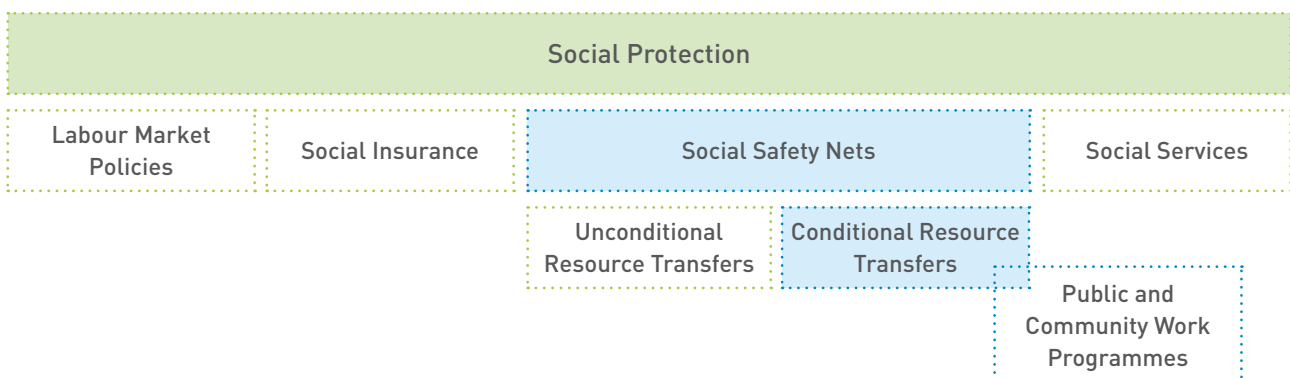 Social Protection
Labour Market
Policies
Social Insurance
Social Safety Nets
Social Services
Unconditional
Resource Transfers
Conditional Resource
Transfers
Public and
Community Work
Programmes